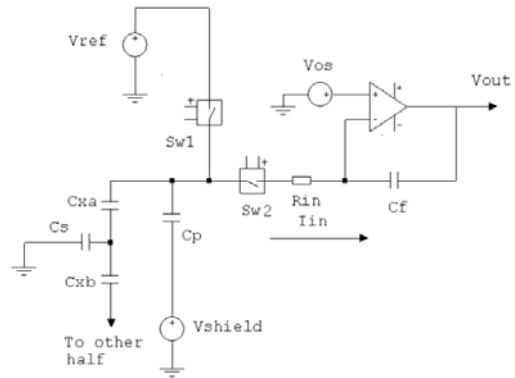 Vref
Vos
Vout
Sw1
Cxa
Cs
Cp
Sw2
Rin
Iin
Cf
Cxb
Vshield
To other
half